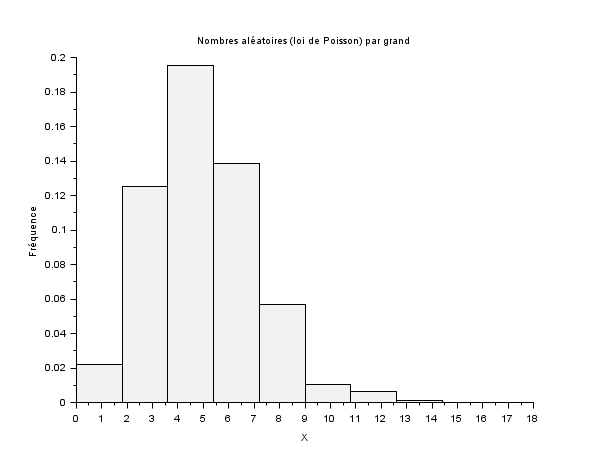 Nombres aléatoires (loi de Poisson) par grand
0.2
0.18
0.16
0.14
0.12
0.1
0.08
0.06
0.04
0.02
0
Fréquence
0 1 2 3 4 5 6 7 8 9 10 11 12 13 14 15 16 17 18
X